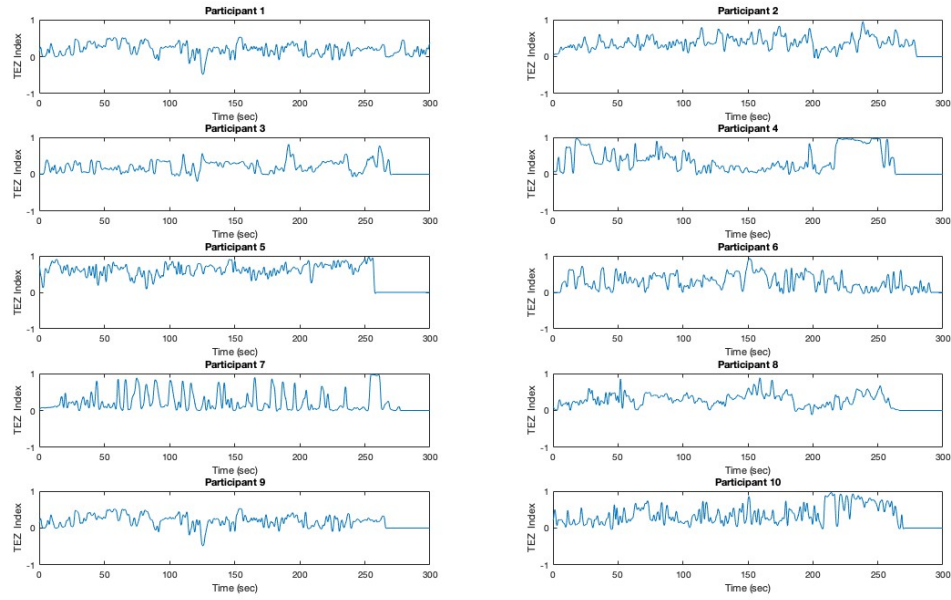 Participant 1
1
0
-1
TEZ Index
0 50 100 150 200 250 300
Time (sec)
Participant 2
1
0
-1
TEZ Index
0 50 100 150 200 250 300
Time (sec)
Participant 3
1
0
-1
TEZ Index
0 50 100 150 200 250 300
Time (sec)
Participant 4
1
0
-1
TEZ Index
0 50 100 150 200 250 300
Time (sec)
Participant 5
1
0
-1
TEZ Index
0 50 100 150 200 250 300
Time (sec)
Participant 6
1
0
-1
TEZ Index
0 50 100 150 200 250 300
Time (sec)
Participant 7
1
0
-1
TEZ Index
0 50 100 150 200 250 300
Time (sec)
Participant 8
1
0
-1
TEZ Index
0 50 100 150 200 250 300
Time (sec)
Participant 9
1
0
-1
TEZ Index
0 50 100 150 200 250 300
Time (sec)
Participant 10
1
0
-1
TEZ Index
0 50 100 150 200 250 300
Time (sec)